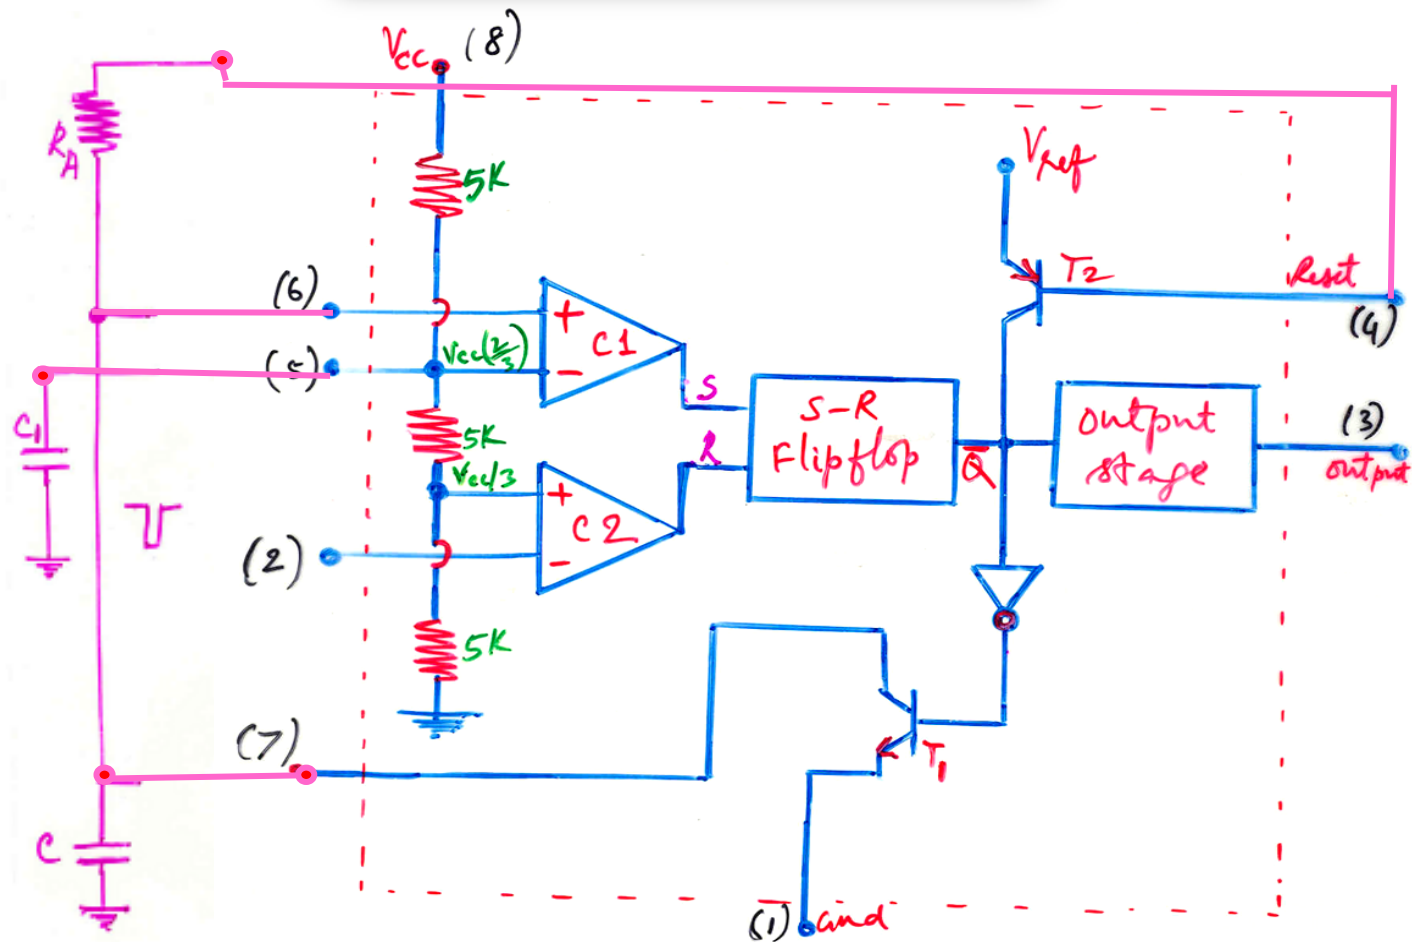 Vcc (8)
RA
5K
Vref
T2
Reset
(4)
(6)
+
C1
Vcc(2/3)
(5)
−
S
C1
S-R
Flipflop
Q̅
output
stage
(3)
output
5K
R
Vcc/3
+
C2
(2)
−
5K
(7)
T1
C
(1) Gnd